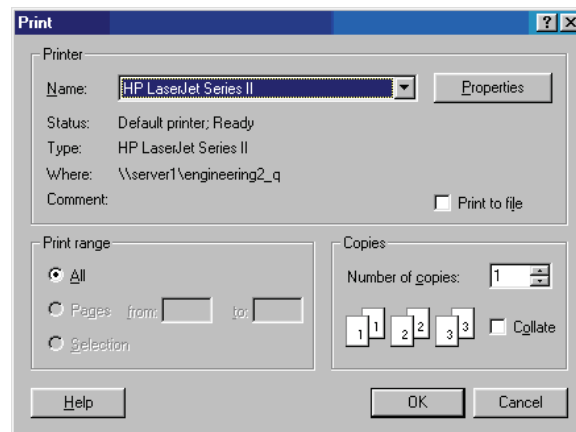 Print
Printer
Name: HP LaserJet Series II Properties
Status: Default printer; Ready
Type: HP LaserJet Series II
Where: \\server1\engineering2_q
Comment: Print to file
Print range
All
Pages from: to:
Selection
Copies
Number of copies: 1
1 1 2 2 3 3 Collate
Help OK Cancel